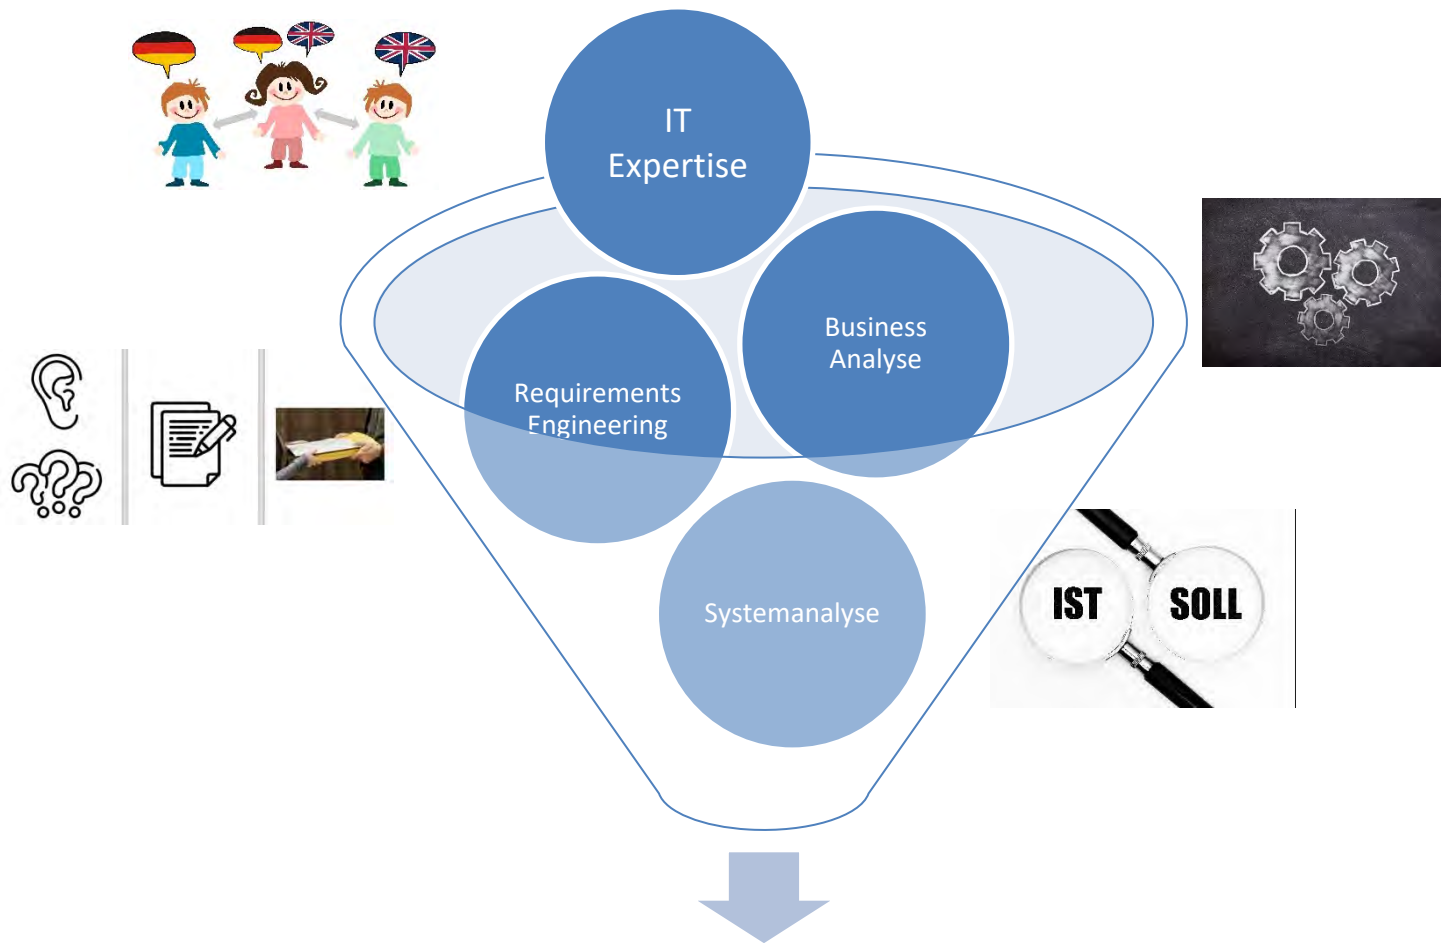 IT
Expertise
Business
Analyse
Requirements
Engineering
Systemanalyse
IST
SOLL